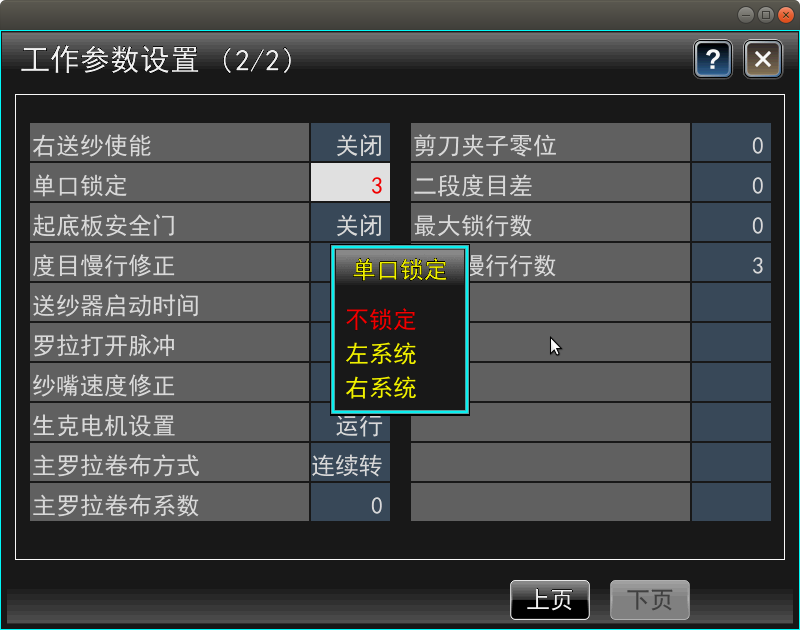 工作参数设置 (2/2)
?
右送纱使能 关闭
单口锁定 3
起底板安全门 关闭
度目慢行修正
送纱器启动时间
罗拉打开脉冲
纱嘴速度修正
生克电机设置 运行
主罗拉卷布方式 连续转
主罗拉卷布系数 0
剪刀夹子零位 0
二段度目差 0
最大锁行数 0
慢行行数 3
单口锁定
不锁定
左系统
右系统
上页
下页